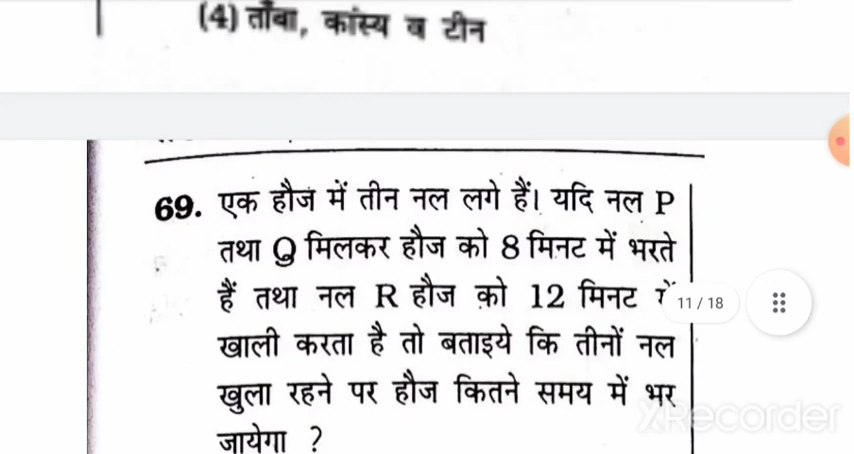 (4) ताँबा, कांस्य व टीन
69. एक हौज में तीन नल लगे हैं। यदि नल P
तथा Q मिलकर हौज को 8 मिनट में भरते
हैं तथा नल R हौज को 12 मिनट में
11 / 18
खाली करता है तो बताइये कि तीनों नल
खुला रहने पर हौज कितने समय में भर
XRecorder
जायेगा ?